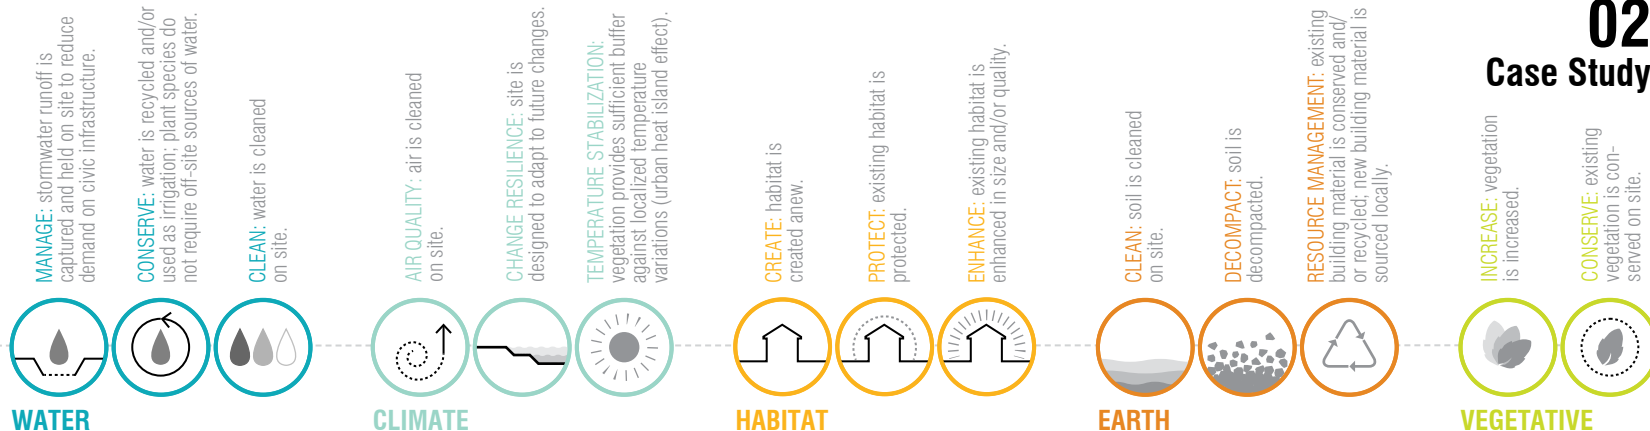 02
Case Study
MANAGE: stormwater runoff is
captured and held on site to reduce
demand on civic infrastructure.
CONSERVE: water is recycled and/or
used as irrigation; plant species do
not require off-site sources of water.
CLEAN: water is cleaned
on site.
WATER
AIR QUALITY: air is cleaned
on site.
CHANGE RESILIENCE: site is
designed to adapt to future changes.
TEMPERATURE STABILIZATION:
vegetation provides sufficient buffer
against localized temperature
variations (urban heat island effect).
CLIMATE
CREATE: habitat is
created anew.
PROTECT: existing habitat is
protected.
ENHANCE: existing habitat is
enhanced in size and/or quality.
HABITAT
CLEAN: soil is cleaned
on site.
DECOMPACT: soil is
decompacted.
RESOURCE MANAGEMENT: existing
building material is conserved and/
or recycled; new building material is
sourced locally.
EARTH
INCREASE: vegetation
is increased.
CONSERVE: existing
vegetation is con-
served on site.
VEGETATIVE